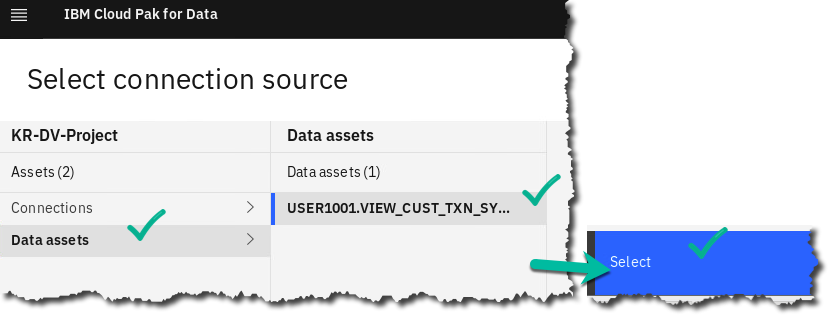 IBM Cloud Pak for Data
Select connection source
KR-DV-Project
Data assets
Assets (2)
Data assets (1)
Connections
USER1001.VIEW_CUST_TXN_SY...
Data assets
Select